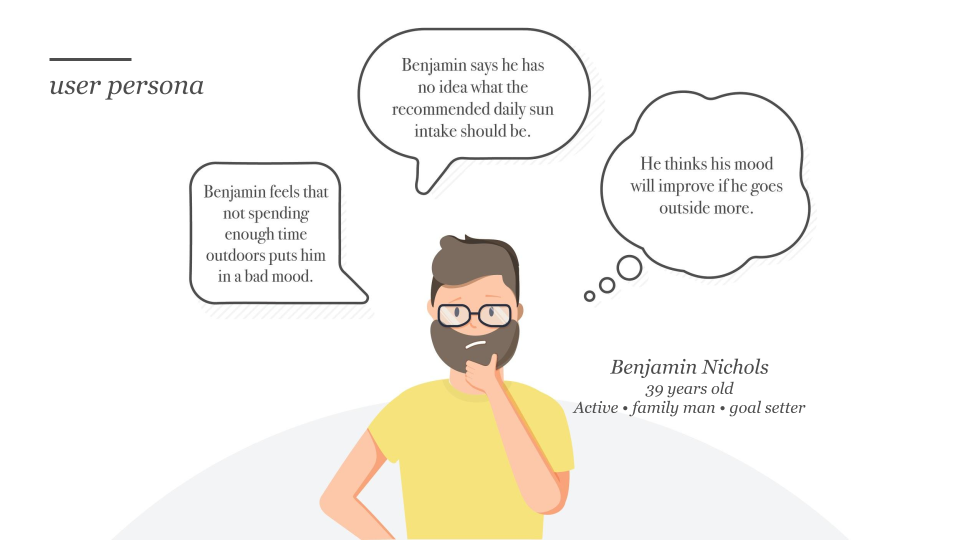 user persona
Benjamin says he has
no idea what the
recommended daily sun
intake should be.
He thinks his mood
will improve if he goes
outside more.
Benjamin feels that
not spending
enough time
outdoors puts him
in a bad mood.
Benjamin Nichols
39 years old
Active • family man • goal setter